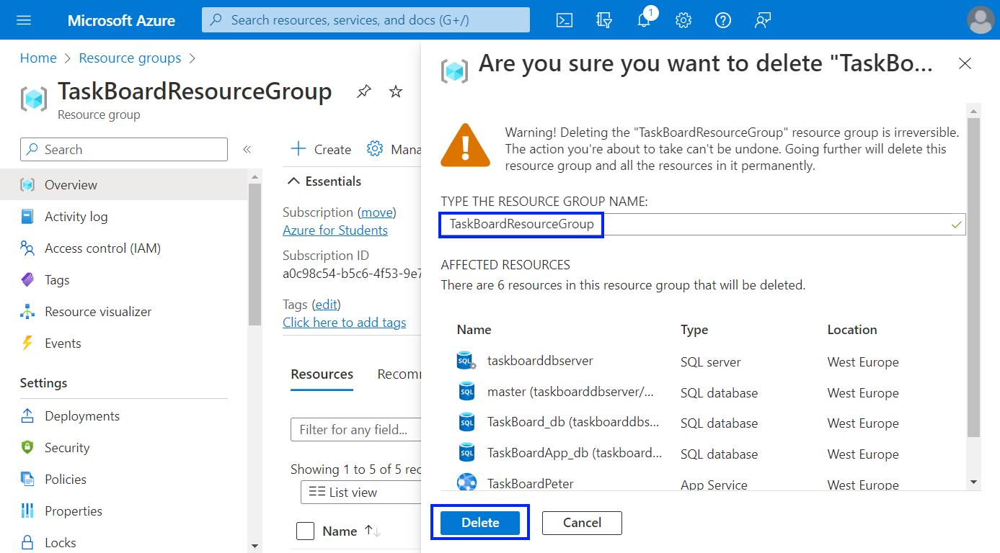 Microsoft Azure
Search resources, services, and docs (G+/)
1
Home > Resource groups >
TaskBoardResourceGroup
Resource group
Search
«
Overview
Activity log
Access control (IAM)
Tags
Resource visualizer
Events
Settings
Deployments
Security
Policies
Properties
Locks
Create
Mana
Essentials
Subscription (move)
Azure for Students
Subscription ID
a0c98c54-b5c6-4f53-9e7
Tags (edit)
Click here to add tags
Resources
Recomm
Filter for any field...
Showing 1 to 5 of 5 rec
List view
Name ↑↓
Are you sure you want to delete "TaskBo...
Warning! Deleting the "TaskBoardResourceGroup" resource group is irreversible.
The action you're about to take can't be undone. Going further will delete this
resource group and all the resources in it permanently.
TYPE THE RESOURCE GROUP NAME:
TaskBoardResourceGroup
AFFECTED RESOURCES
There are 6 resources in this resource group that will be deleted.
Name Type Location
SQL taskboarddbserver SQL server West Europe
SQL master (taskboarddbserver/... SQL database West Europe
SQL TaskBoard_db (taskboarddbs... SQL database West Europe
SQL TaskBoardApp_db (taskboard... SQL database West Europe
TaskBoardPeter App Service West Europe
Delete
Cancel